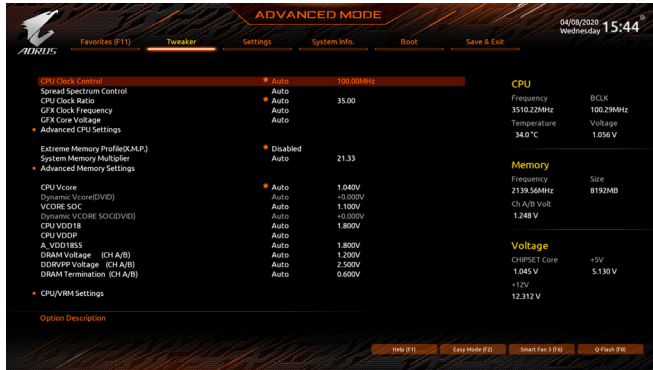 ADVANCED MODE
04/08/2020
Wednesday 15:44
AORUS
Favorites (F11) Tweaker Settings System Info. Boot Save & Exit
CPU Clock Control Auto 100.00MHz
Spread Spectrum Control Auto
CPU Clock Ratio Auto 35.00
GFX Clock Frequency Auto
GFX Core Voltage Auto
Advanced CPU Settings
Extreme Memory Profile(X.M.P.) Disabled
System Memory Multiplier Auto 21.33
Advanced Memory Settings
CPU Vcore Auto 1.040V
Dynamic Vcore(DVID) Auto +0.000V
VCORE SOC Auto 1.100V
Dynamic VCORE SOC(DVID) Auto +0.000V
CPU VDD18 Auto 1.800V
CPU VDDP Auto
A_VDD18S5 Auto 1.800V
DRAM Voltage (CH A/B) Auto 1.200V
DDRVPP Voltage (CH A/B) Auto 2.500V
DRAM Termination (CH A/B) Auto 0.600V
CPU/VRM Settings
Option Description
CPU
Frequency BCLK
3510.22MHz 100.29MHz
Temperature Voltage
34.0 °C 1.056 V
Memory
Frequency Size
2139.56MHz 8192MB
Ch A/B Volt
1.248 V
Voltage
CHIPSET Core +5V
1.045 V 5.130 V
+12V
12.312 V
Help (F1) Easy Mode (F2) Smart Fan 5 (F6) Q-Flash (F8)